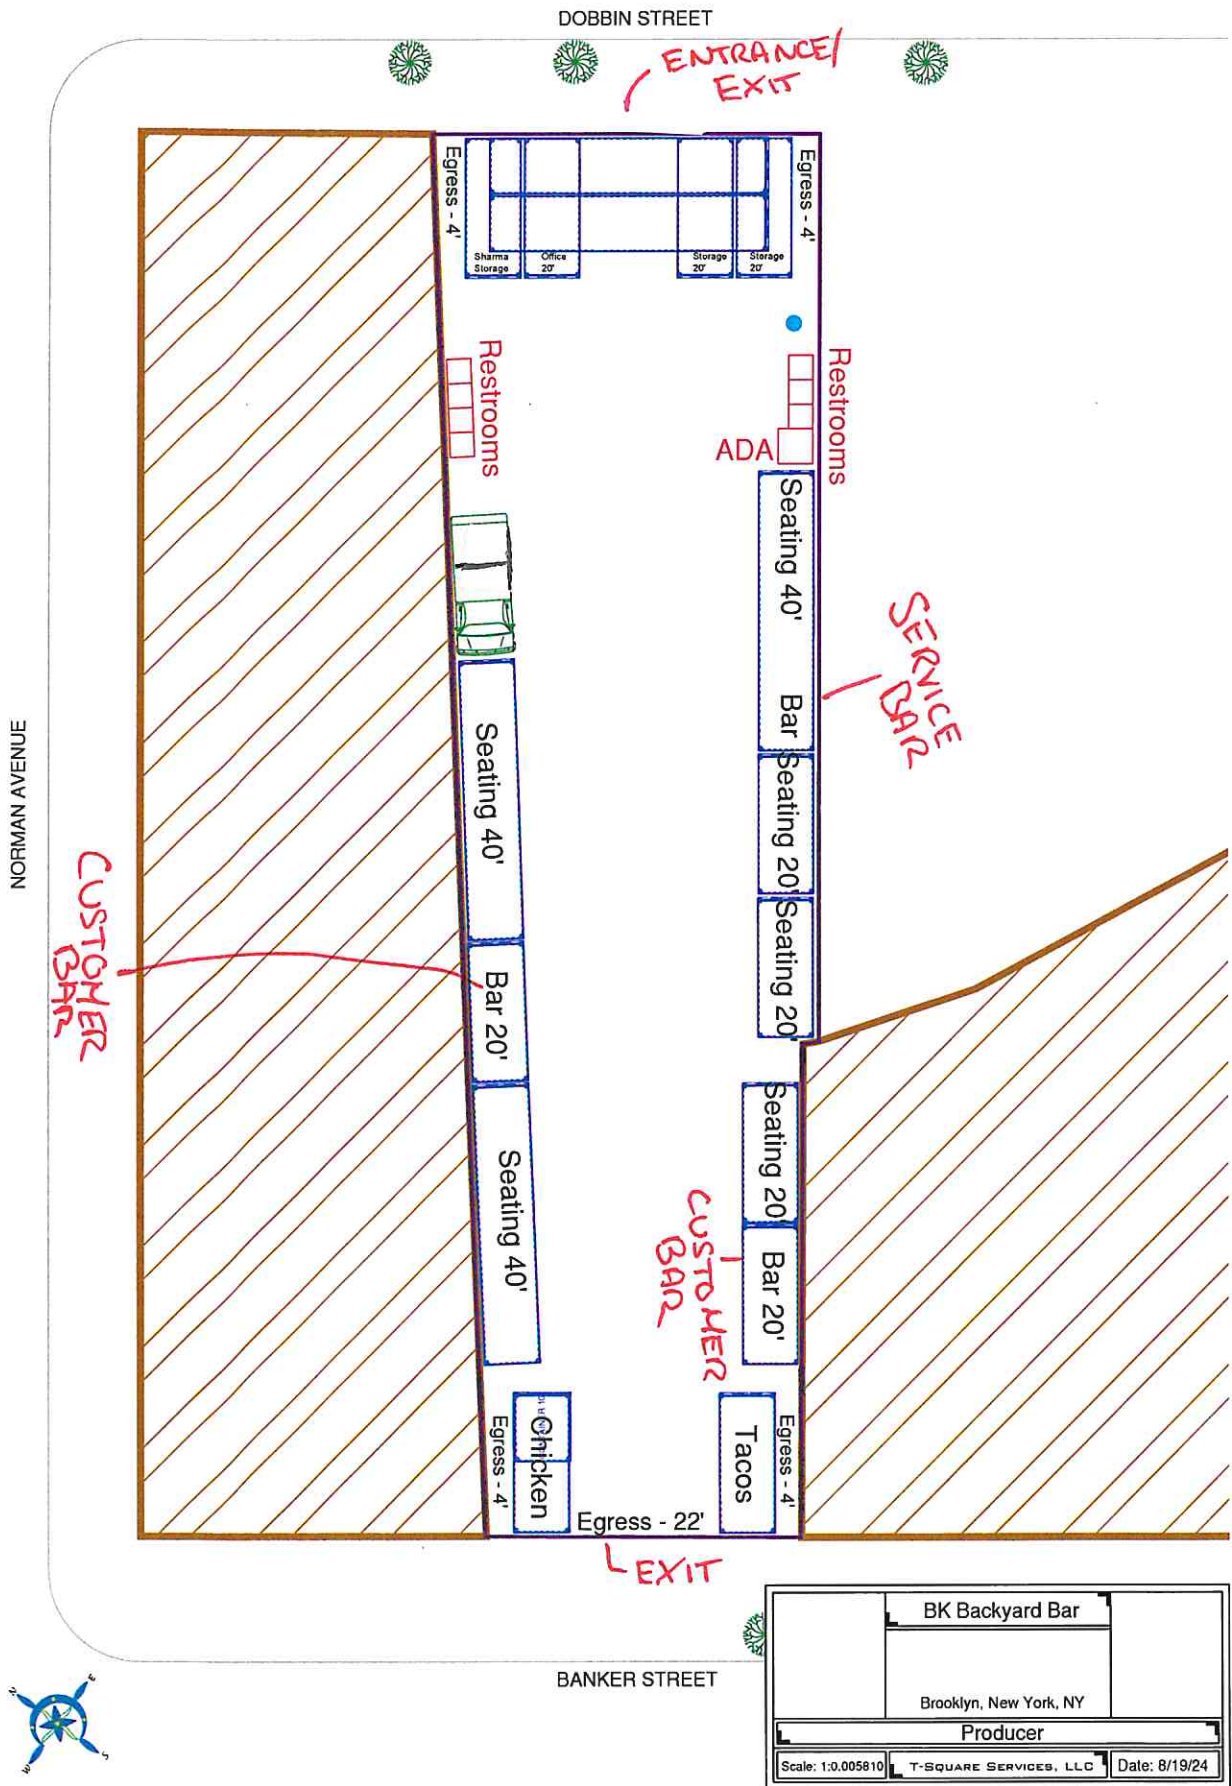 DOBBIN STREET
ENTRANCE/
EXIT
Egress - 4'
Egress - 4'
Sharma
Storage
Office
20'
Storage
20'
Storage
20'
Restrooms
Restrooms
ADA
Seating 40'
Bar
SERVICE
BAR
Seating 40'
Seating 20'
NORMAN AVENUE
CUSTOMER
BAR
Bar 20'
Seating 20'
Seating 40'
Seating 20'
CUSTOMER
BAR
Bar 20'
Chicken
Tacos
Egress - 4'
Egress - 4'
Egress - 22'
EXIT
BANKER STREET
N
E
W
S
BK Backyard Bar
Brooklyn, New York, NY
Producer
Scale: 1:0.005810
T-SQUARE SERVICES, LLC
Date: 8/19/24